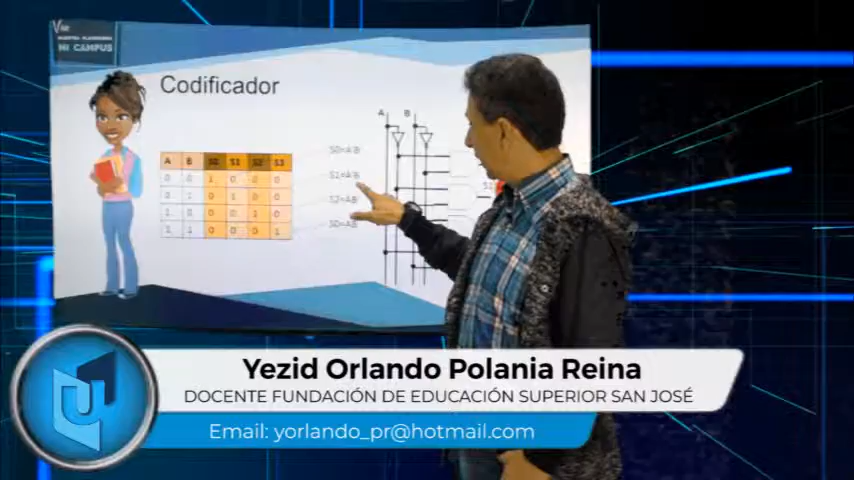 MI CAMPUS
Codificador
A B
A B S0 S1 S2 S3
0 0 1 0 0 0
0 1 0 1 0 0
1 0 0 0 1 0
1 1 0 0 0 1
S0=A'B'
S1=A'B
S2=AB'
S0=AB
S1
Yezid Orlando Polania Reina
DOCENTE FUNDACIÓN DE EDUCACIÓN SUPERIOR SAN JOSÉ
Email: yorlando_pr@hotmail.com